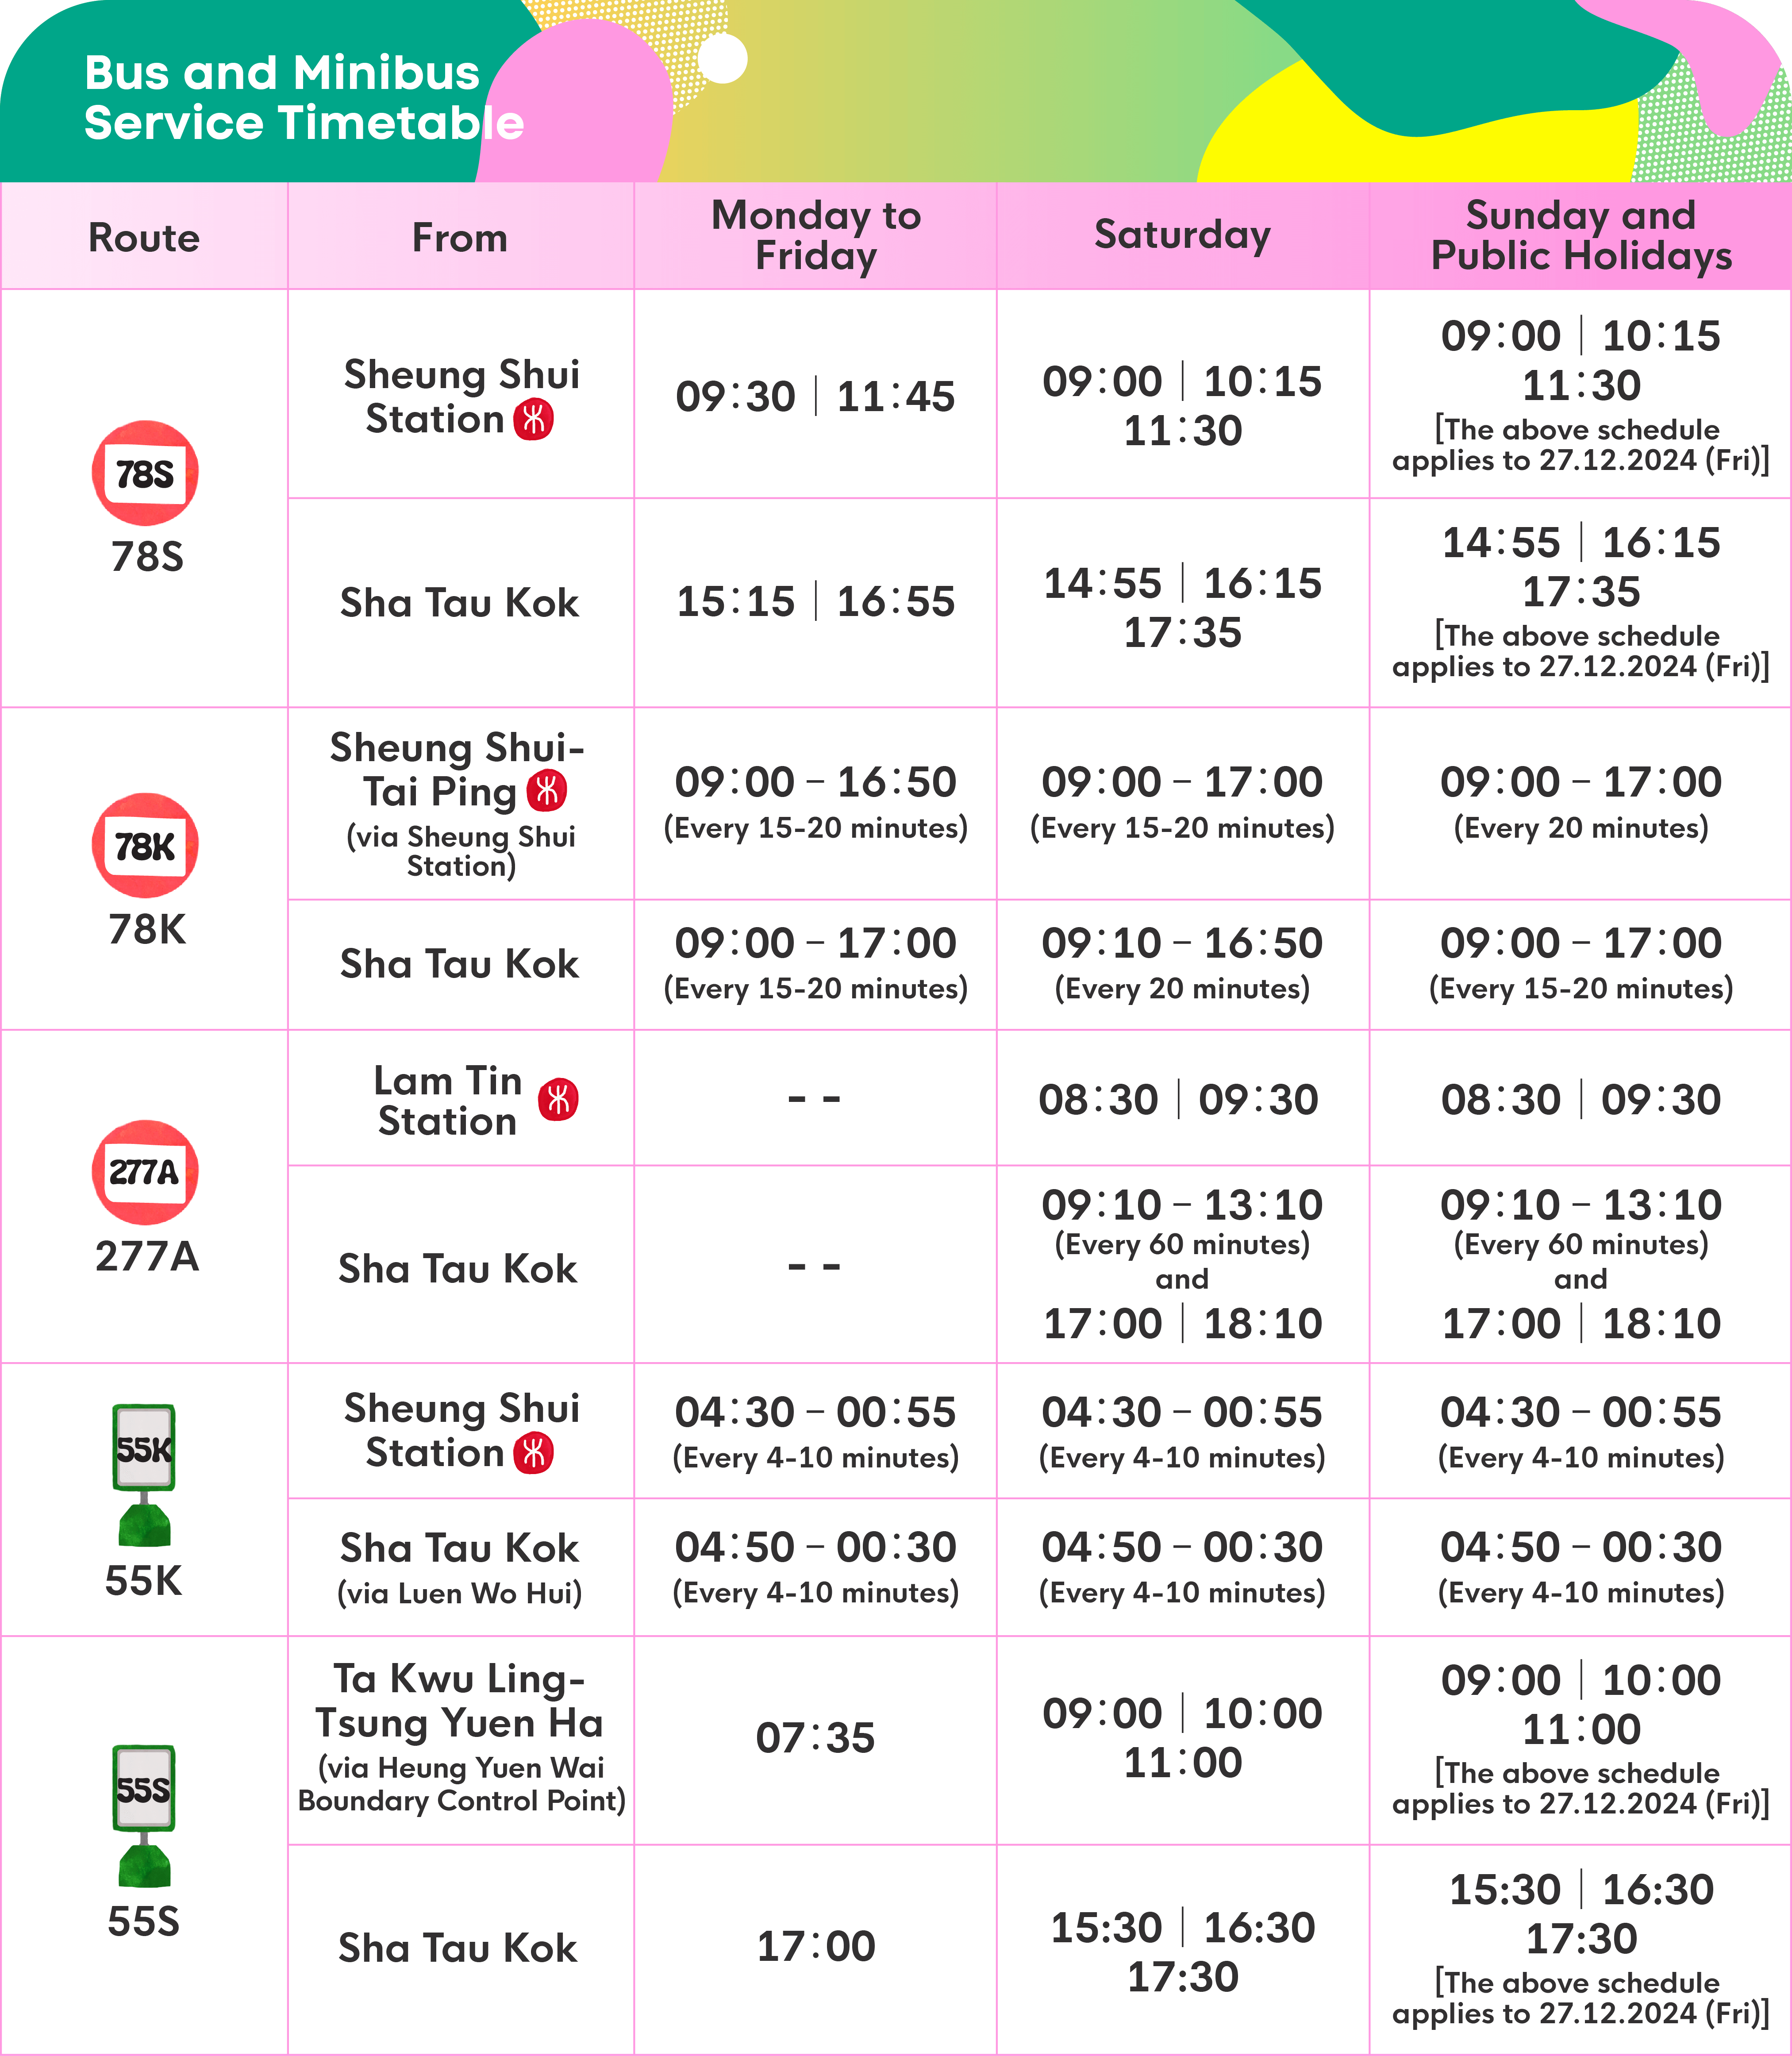 Bus and Minibus
Service Timetable
Route
From
Monday to
Friday
Saturday
Sunday and
Public Holidays
78S
78S
Sheung Shui
Station
09:30 | 11:45
09:00 | 10:15
11:30
09:00 | 10:15
11:30
[The above schedule
applies to 27.12.2024 (Fri)]
Sha Tau Kok
15:15 | 16:55
14:55 | 16:15
17:35
14:55 | 16:15
17:35
[The above schedule
applies to 27.12.2024 (Fri)]
78K
78K
Sheung Shui-
Tai Ping
(via Sheung Shui
Station)
09:00 – 16:50
(Every 15-20 minutes)
09:00 – 17:00
(Every 15-20 minutes)
09:00 – 17:00
(Every 20 minutes)
Sha Tau Kok
09:00 – 17:00
(Every 15-20 minutes)
09:10 – 16:50
(Every 20 minutes)
09:00 – 17:00
(Every 15-20 minutes)
277A
277A
Lam Tin
Station
- -
08:30 | 09:30
08:30 | 09:30
Sha Tau Kok
- -
09:10 – 13:10
(Every 60 minutes)
and
17:00 | 18:10
09:10 – 13:10
(Every 60 minutes)
and
17:00 | 18:10
55K
55K
Sheung Shui
Station
04:30 – 00:55
(Every 4-10 minutes)
04:30 – 00:55
(Every 4-10 minutes)
04:30 – 00:55
(Every 4-10 minutes)
Sha Tau Kok
(via Luen Wo Hui)
04:50 – 00:30
(Every 4-10 minutes)
04:50 – 00:30
(Every 4-10 minutes)
04:50 – 00:30
(Every 4-10 minutes)
55S
55S
Ta Kwu Ling-
Tsung Yuen Ha
(via Heung Yuen Wai
Boundary Control Point)
07:35
09:00 | 10:00
11:00
09:00 | 10:00
11:00
[The above schedule
applies to 27.12.2024 (Fri)]
Sha Tau Kok
17:00
15:30 | 16:30
17:30
15:30 | 16:30
17:30
[The above schedule
applies to 27.12.2024 (Fri)]